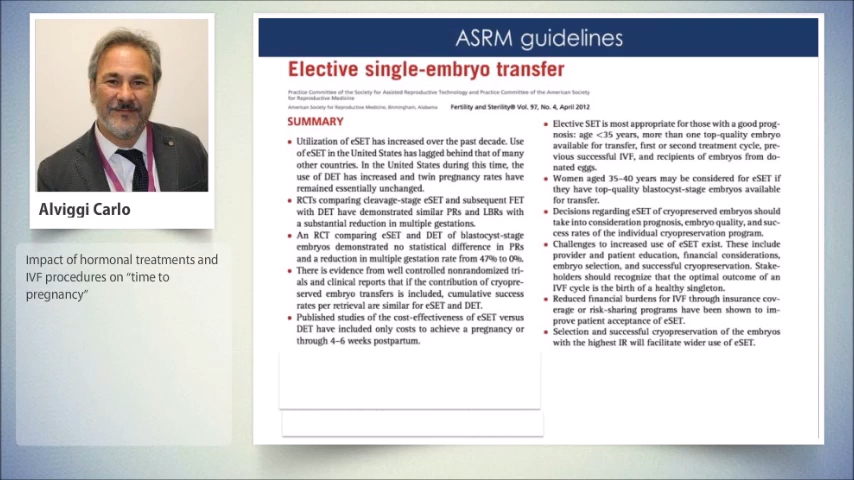 Alviggi Carlo
Impact of hormonal treatments and
IVF procedures on “time to
pregnancy”
ASRM guidelines
Elective single-embryo transfer
Practice Committee of the Society for Assisted Reproductive Technology and Practice Committee of the American Society
for Reproductive Medicine
American Society for Reproductive Medicine, Birmingham, Alabama Fertility and Sterility® Vol. 97, No. 4, April 2012
SUMMARY
• Utilization of eSET has increased over the past decade. Use
of eSET in the United States has lagged behind that of many
other countries. In the United States during this time, the
use of DET has increased and twin pregnancy rates have
remained essentially unchanged.
• RCTs comparing cleavage-stage eSET and subsequent FET
with DET have demonstrated similar PRs and LBRs with
a substantial reduction in multiple gestations.
• An RCT comparing eSET and DET of blastocyst-stage
embryos demonstrated no statistical difference in PRs
and a reduction in multiple gestation rate from 47% to 0%.
• There is evidence from well controlled nonrandomized tri-
als and clinical reports that if the contribution of cryopre-
served embryo transfers is included, cumulative success
rates per retrieval are similar for eSET and DET.
• Published studies of the cost-effectiveness of eSET versus
DET have included only costs to achieve a pregnancy or
through 4–6 weeks postpartum.
• Elective SET is most appropriate for those with a good prog-
nosis: age <35 years, more than one top-quality embryo
available for transfer, first or second treatment cycle, pre-
vious successful IVF, and recipients of embryos from do-
nated eggs.
• Women aged 35–40 years may be considered for eSET if
they have top-quality blastocyst-stage embryos available
for transfer.
• Decisions regarding eSET of cryopreserved embryos should
take into consideration prognosis, embryo quality, and suc-
cess rates of the individual cryopreservation program.
• Challenges to increased use of eSET exist. These include
provider and patient education, financial considerations,
embryo selection, and successful cryopreservation. Stake-
holders should recognize that the optimal outcome of an
IVF cycle is the birth of a healthy singleton.
• Reduced financial burdens for IVF through insurance cov-
erage or risk-sharing programs have been shown to im-
prove patient acceptance of eSET.
• Selection and successful cryopreservation of the embryos
with the highest IR will facilitate wider use of eSET.